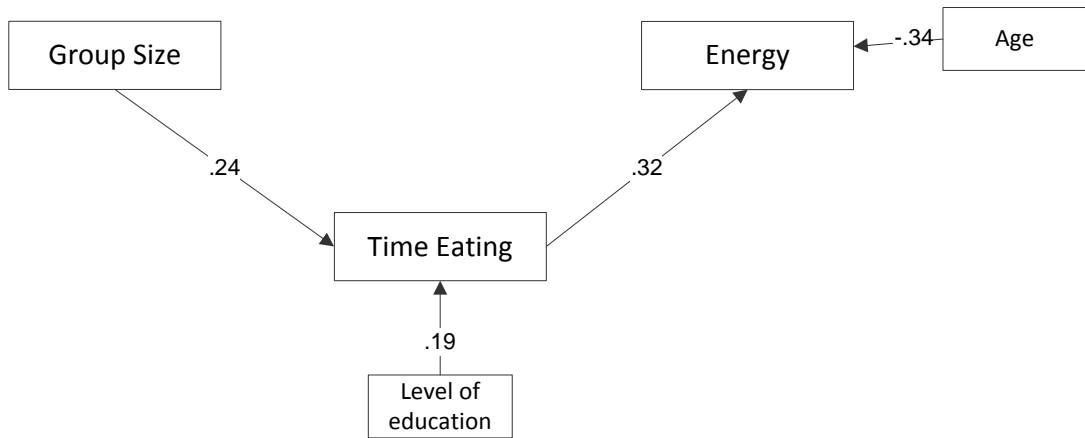 Group Size
Energy
-.34
Age
.24
.32
Time Eating
.19
Level of
education